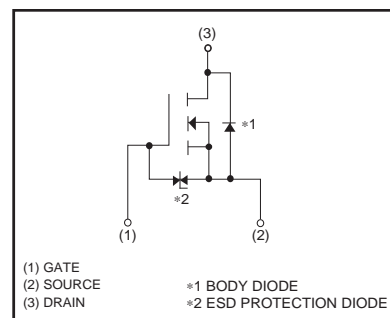 (3)
∗1
∗2
(1)
(2)
(1) GATE
(2) SOURCE
(3) DRAIN
∗1 BODY DIODE
∗2 ESD PROTECTION DIODE